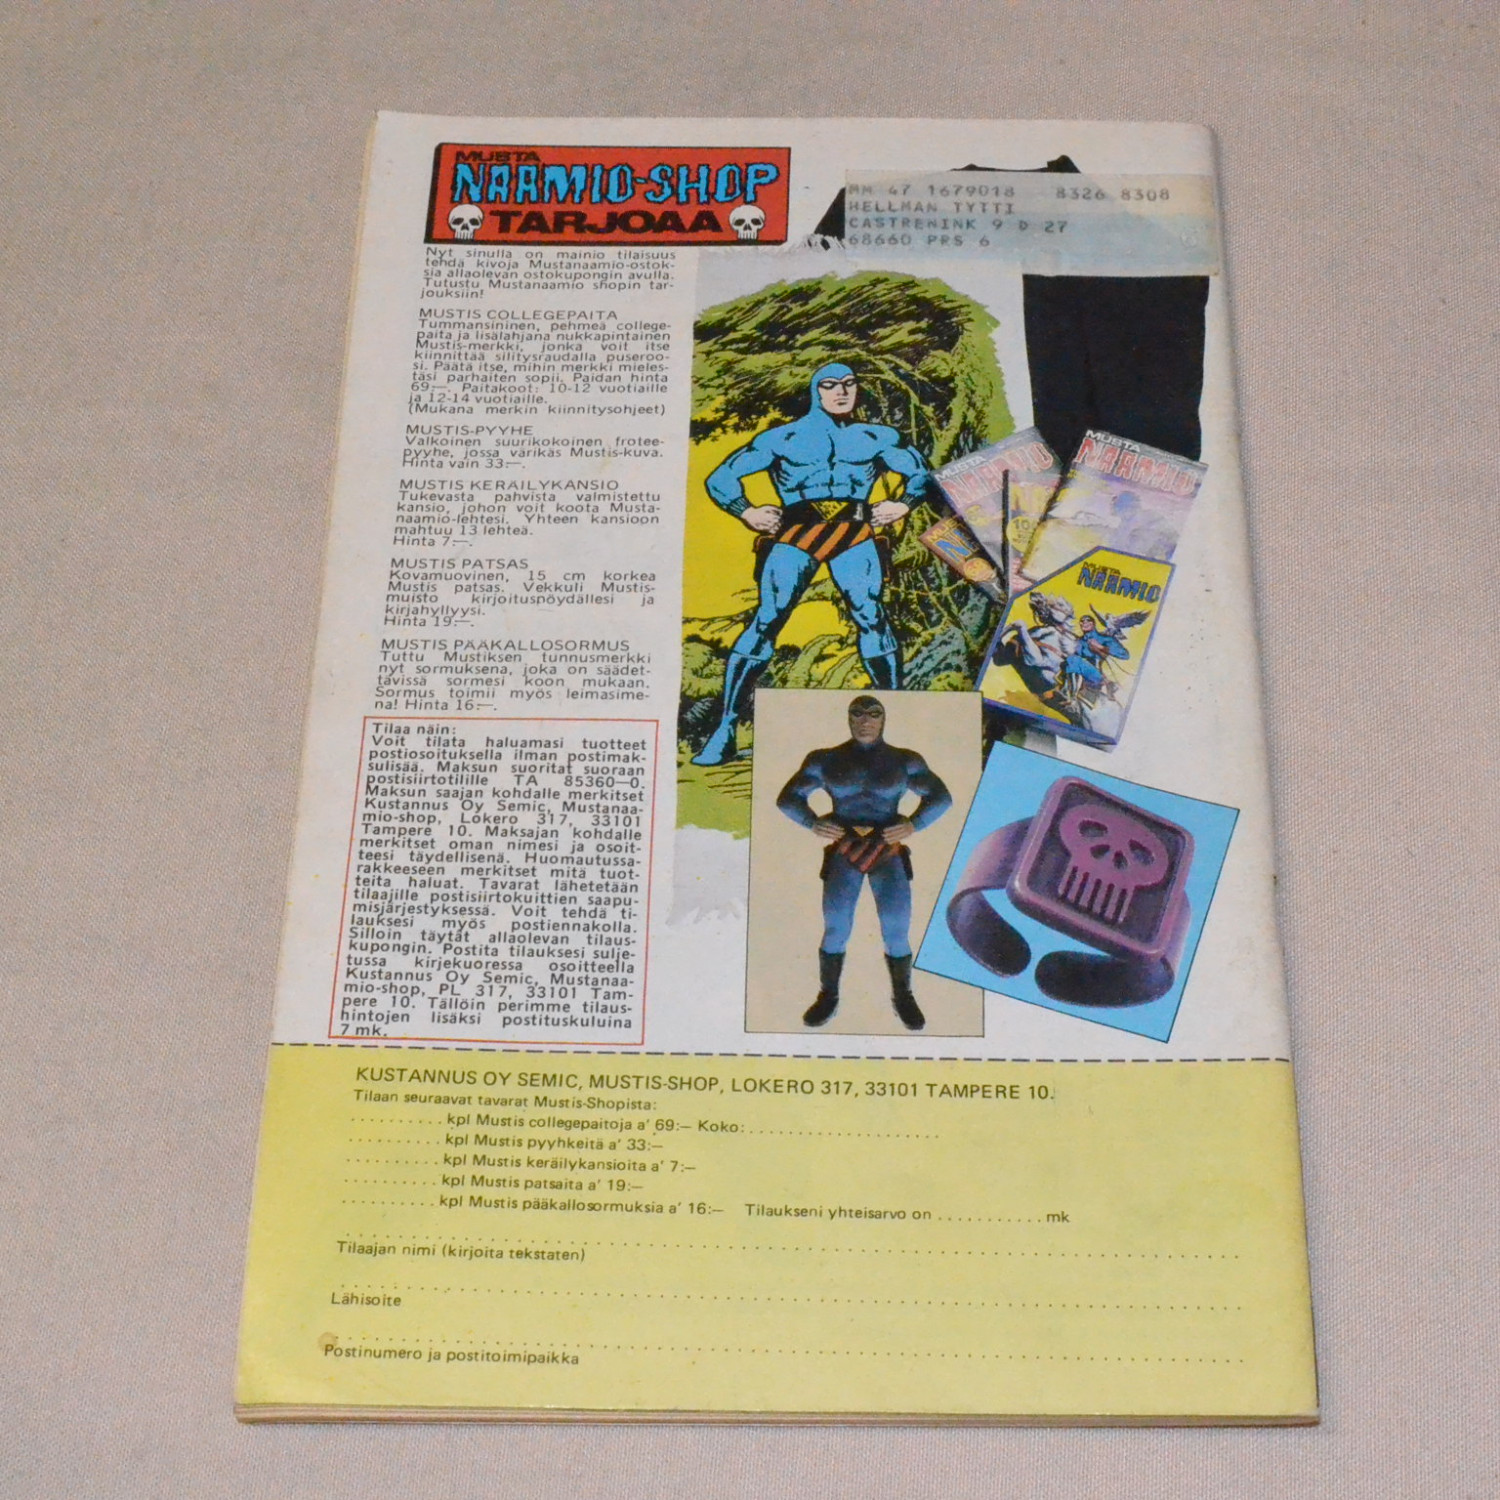 MUSTA
NAAMIO-SHOP
TARJOAA
MM 47 1679018 8326 8308
HELLMAN TYTTI
CASTRENINK 9 D 27
68660 PRS 6
Nyt sinulla on mainio tilaisuus
tehdä kivoja Mustanaamio-ostok-
sia allaolevan ostokupongin avulla.
Tutustu Mustanaamio shopin tar-
jouksiin!
MUSTIS COLLEGEPAITA
Tummansininen, pehmeä college-
paita ja lisälahjana nukkapintainen
Mustis-merkki, jonka voit itse
kiinnittää silitysraudalla puseroo-
si. Päätä itse, mihin merkki mieles-
täsi parhaiten sopii. Paidan hinta
69:—. Paitakoot: 10-12 vuotiaille
ja 12-14 vuotiaille.
(Mukana merkin kiinnitysohjeet)
MUSTIS-PYYHE
Valkoinen suurikokoinen frotee-
pyyhe, jossa värikäs Mustis-kuva.
Hinta vain 33:—.
MUSTIS KERÄILYKANSIO
Tukevasta pahvista valmistettu
kansio, johon voit koota Musta-
naamio-lehtesi. Yhteen kansioon
mahtuu 13 lehteä.
Hinta 7:—.
MUSTIS PATSAS
Kovamuovinen, 15 cm korkea
Mustis patsas. Vekkuli Mustis-
muisto kirjoituspöydällesi ja
kirjahyllyysi.
Hinta 19:—.
MUSTIS PÄÄKALLOSORMUS
Tuttu Mustiksen tunnusmerkki
nyt sormuksena, joka on säädet-
tävissä sormesi koon mukaan.
Sormus toimii myös leimasime-
na! Hinta 16:—.
Tilaa näin:
Voit tilata haluamasi tuotteet
postiosoituksella ilman postimak-
sulisää. Maksun suoritat suoraan
postisiirtotilille TA 85360—0.
Maksun saajan kohdalle merkitset
Kustannus Oy Semic, Mustanaa-
mio-shop, Lokero 317, 33101
Tampere 10. Maksajan kohdalle
merkitset oman nimesi ja osoit-
teesi täydellisenä. Huomautussa-
rakkeeseen merkitset mitä tuot-
teita haluat. Tavarat lähetetään
tilaajille postisiirtokuittien saapu-
misjärjestyksessä. Voit tehdä ti-
lauksesi myös postiennakolla.
Silloin täytät allaolevan tilaus-
kupongin. Postita tilauksesi sulje-
tussa kirjekuoressa osoitteella
Kustannus Oy Semic, Mustanaa-
mio-shop, PL 317, 33101 Tam-
pere 10. Tällöin perimme tilaus-
hintojen lisäksi postituskuluina
7 mk.
MUSTA
NAAMIO
MUSTA
NAAMIO
MUSTA
NA
10
MUSTA
NAAMIO
KUSTANNUS OY SEMIC, MUSTIS-SHOP, LOKERO 317, 33101 TAMPERE 10.
Tilaan seuraavat tavarat Mustis-Shopista:
.......... kpl Mustis collegepaitoja a' 69:— Koko: ....................
.......... kpl Mustis pyyhkeitä a' 33:—
.......... kpl Mustis keräilykansioita a' 7:—
.......... kpl Mustis patsaita a' 19:—
.......... kpl Mustis pääkallosormuksia a' 16:— Tilaukseni yhteisarvo on ........... mk
Tilaajan nimi (kirjoita tekstaten)
Lähisoite
Postinumero ja postitoimipaikka